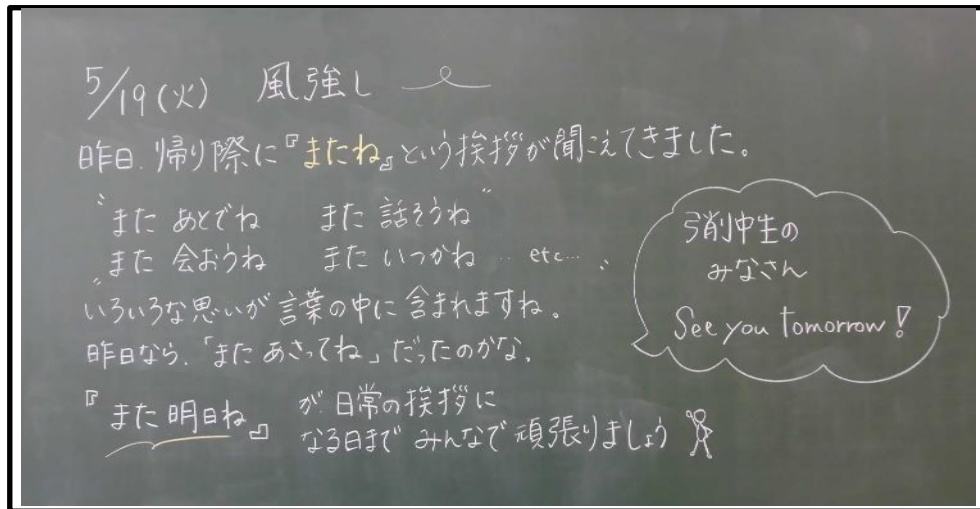 5/19(火) 風強し
昨日、帰り際に『またね』という挨拶が聞こえてきました。
〝また あとでね また 話そうね〟
〝また 会おうね また いつかね … etc… 〟
いろいろな思いが言葉の中に含まれますね。
昨日なら、「また あさってね」だったのかな。
『また明日ね』が日常の挨拶に
なる日まで みんなで 頑張りましょう
弓削中生の
みなさん
See you tomorrow!